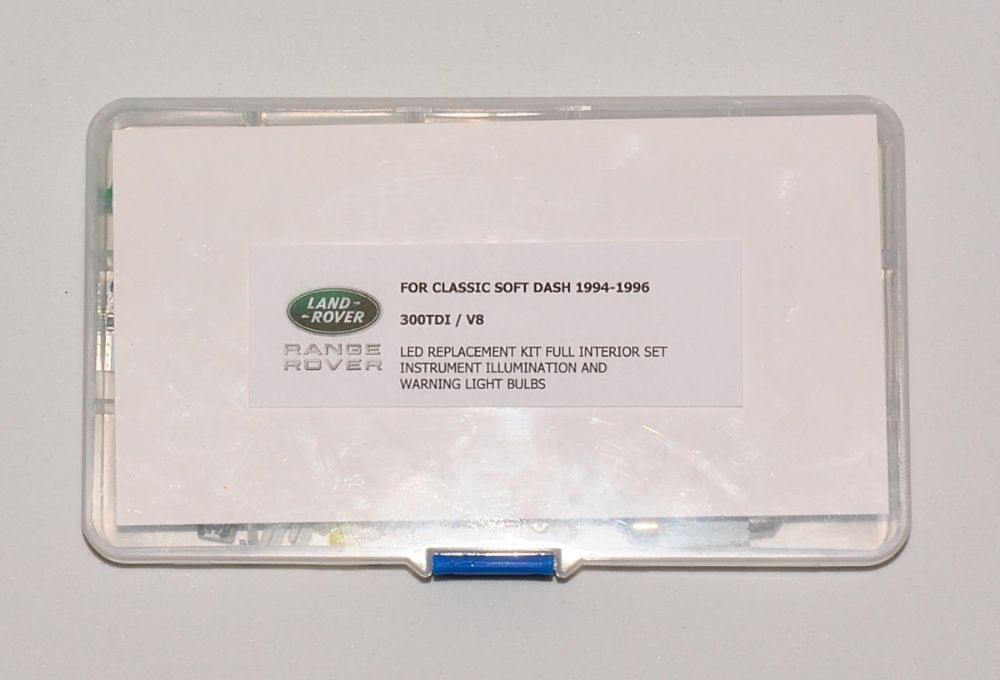 LAND-
-ROVER
RANGE
ROVER
FOR CLASSIC SOFT DASH 1994-1996
300TDI / V8
LED REPLACEMENT KIT FULL INTERIOR SET
INSTRUMENT ILLUMINATION AND
WARNING LIGHT BULBS